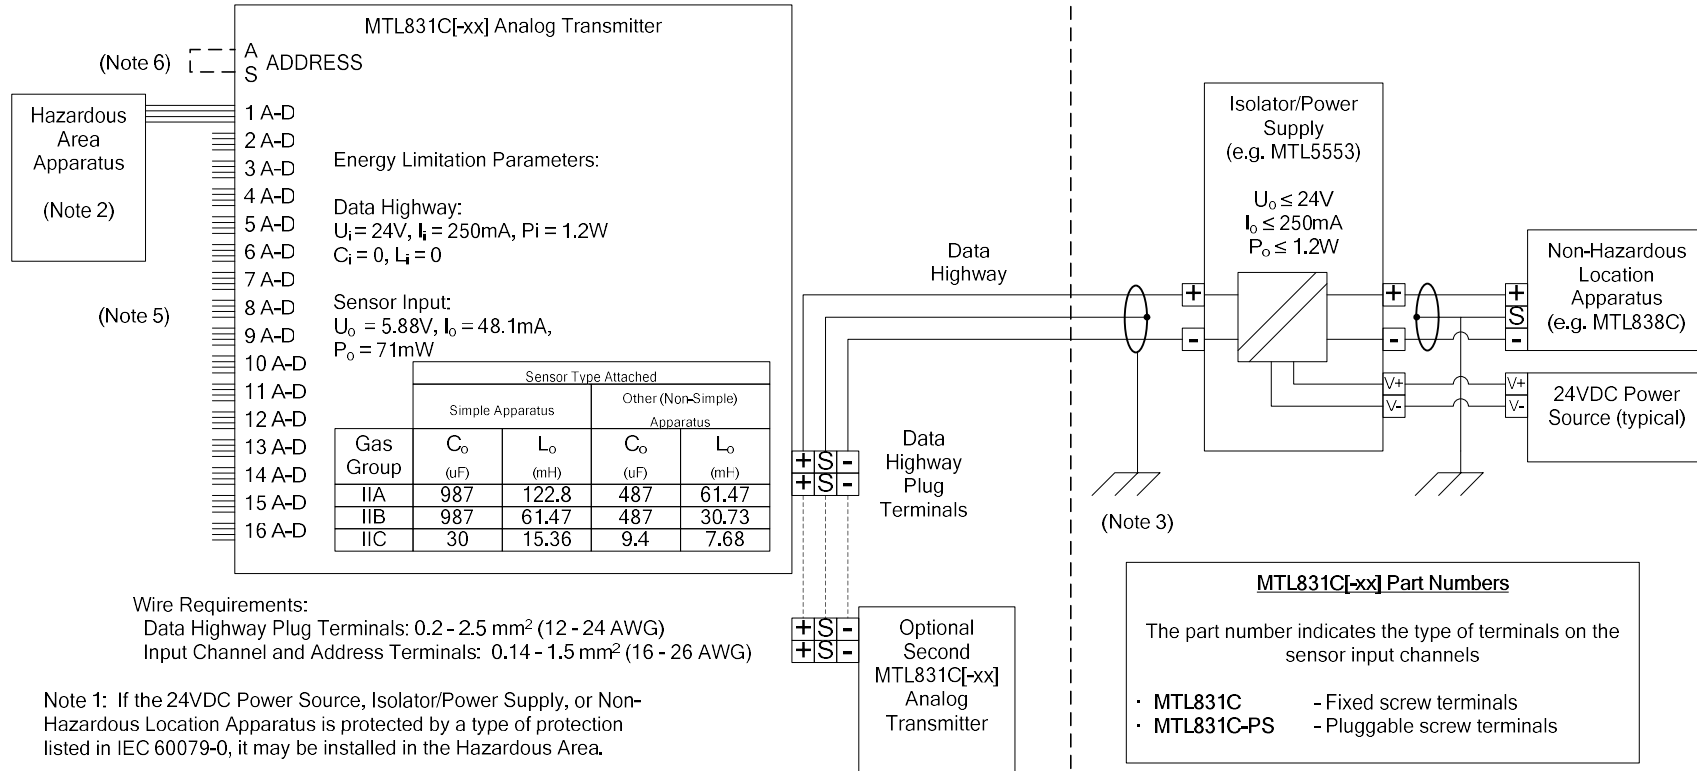 MTL831C[-xx] Analog Transmitter
(Note 6)
A
S
ADDRESS
Hazardous
Area
Apparatus
(Note 2)
(Note 5)
1 A-D
2 A-D
3 A-D
4 A-D
5 A-D
6 A-D
7 A-D
8 A-D
9 A-D
10 A-D
11 A-D
12 A-D
13 A-D
14 A-D
15 A-D
16 A-D
Energy Limitation Parameters:
Data Highway:
Uᵢ = 24V, Iᵢ = 250mA, Pi = 1.2W
Cᵢ = 0, Lᵢ = 0
Sensor Input:
Uₒ = 5.88V, Iₒ = 48.1mA,
Pₒ = 71mW
Sensor Type Attached
Simple Apparatus
Other (Non-Simple)
Apparatus
Gas
Group
Cₒ
(uF)
Lₒ
(mH)
Cₒ
(uF)
Lₒ
(mH)
IIA 987 122.8 487 61.47
IIB 987 61.47 487 30.73
IIC 30 15.36 9.4 7.68
+ S -
+ S -
Data
Highway
Plug
Terminals
Data
Highway
Isolator/Power
Supply
(e.g. MTL5553)
Uₒ ≤ 24V
Iₒ ≤ 250mA
Pₒ ≤ 1.2W
+
-
+
-
V+
V-
+
S
-
V+
V-
Non-Hazardous
Location
Apparatus
(e.g. MTL838C)
24VDC Power
Source (typical)
(Note 3)
+ S -
+ S -
Optional
Second
MTL831C[-xx]
Analog
Transmitter
Wire Requirements:
Data Highway Plug Terminals: 0.2 - 2.5 mm² (12 - 24 AWG)
Input Channel and Address Terminals: 0.14 - 1.5 mm² (16 - 26 AWG)
Note 1: If the 24VDC Power Source, Isolator/Power Supply, or Non-
Hazardous Location Apparatus is protected by a type of protection
listed in IEC 60079-0, it may be installed in the Hazardous Area.
MTL831C[-xx] Part Numbers
The part number indicates the type of terminals on the
sensor input channels
· MTL831C - Fixed screw terminals
· MTL831C-PS - Pluggable screw terminals